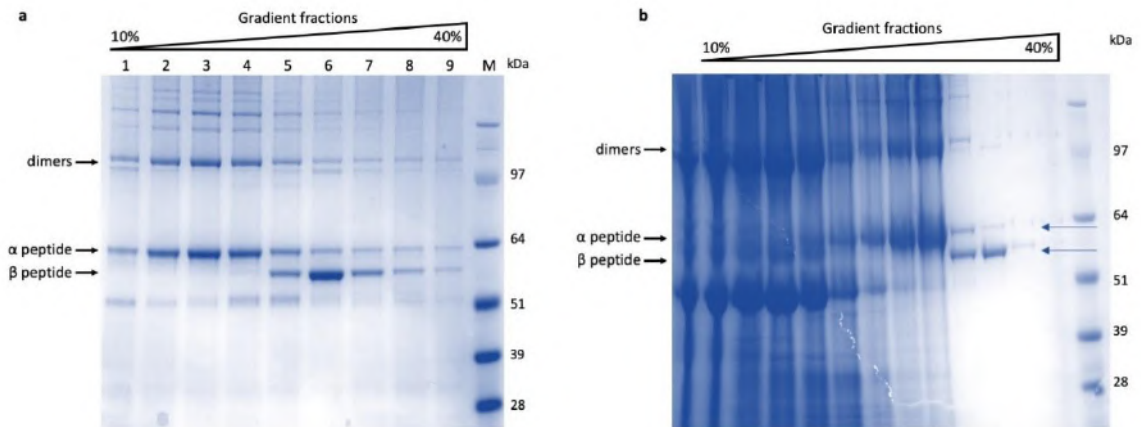 a
Gradient fractions
10% 40%
1 2 3 4 5 6 7 8 9 M kDa
dimers
97
α peptide
64
β peptide
51
39
28
b
Gradient fractions
10% 40%
kDa
dimers
97
64
α peptide
β peptide
51
39
28